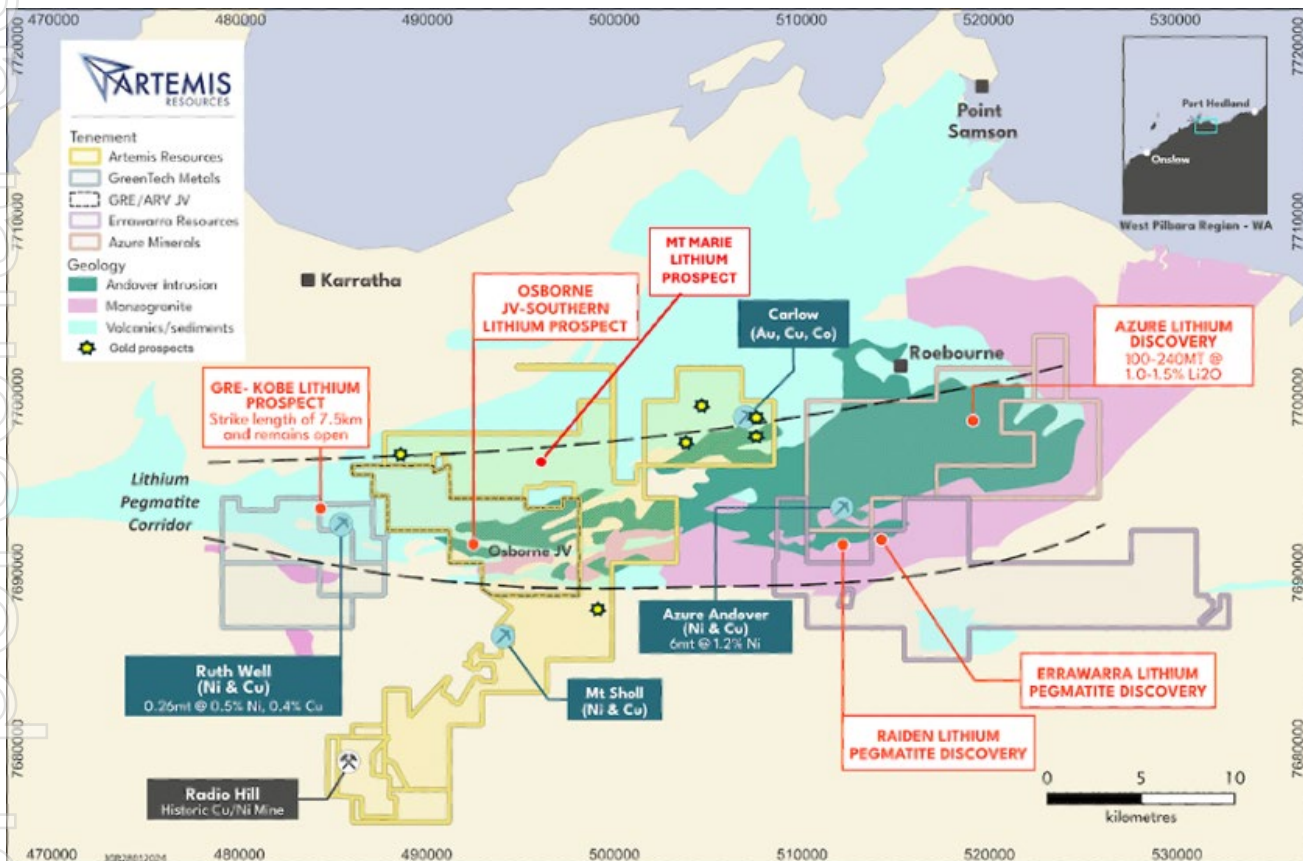 470000 480000 490000 500000 510000 520000 530000
7720000
7720000
ARTEMIS
RESOURCES
Tenement
Artemis Resources
GreenTech Metals
GRE/ARV JV
Errawarra Resources
Azure Minerals
Geology
Andover intrusion
Monzogranite
Volcanics/sediments
Gold prospects
Point
Samson
Port Hedland
Onslow
West Pilbara Region - WA
7710000
7710000
Karratha
MT MARIE
LITHIUM
PROSPECT
OSBORNE
JV-SOUTHERN
LITHIUM PROSPECT
Carlow
(Au, Cu, Co)
Roebourne
AZURE LITHIUM
DISCOVERY
100-240MT @
1.0-1.5% Li2O
GRE- KOBE LITHIUM
PROSPECT
Strike length of 7.5km
and remains open
7700000
7700000
Lithium
Pegmatite
Corridor
Osborne JV
7690000
7690000
Azure Andover
(Ni & Cu)
6mt @ 1.2% Ni
Ruth Well
(Ni & Cu)
0.26mt @ 0.5% Ni, 0.4% Cu
Mt Sholl
(Ni & Cu)
ERRAWARRA LITHIUM
PEGMATITE DISCOVERY
RAIDEN LITHIUM
PEGMATITE DISCOVERY
7680000
7680000
Radio Hill
Historic Cu/Ni Mine
0 5 10
kilometres
470000 480000 490000 500000 510000 520000 530000